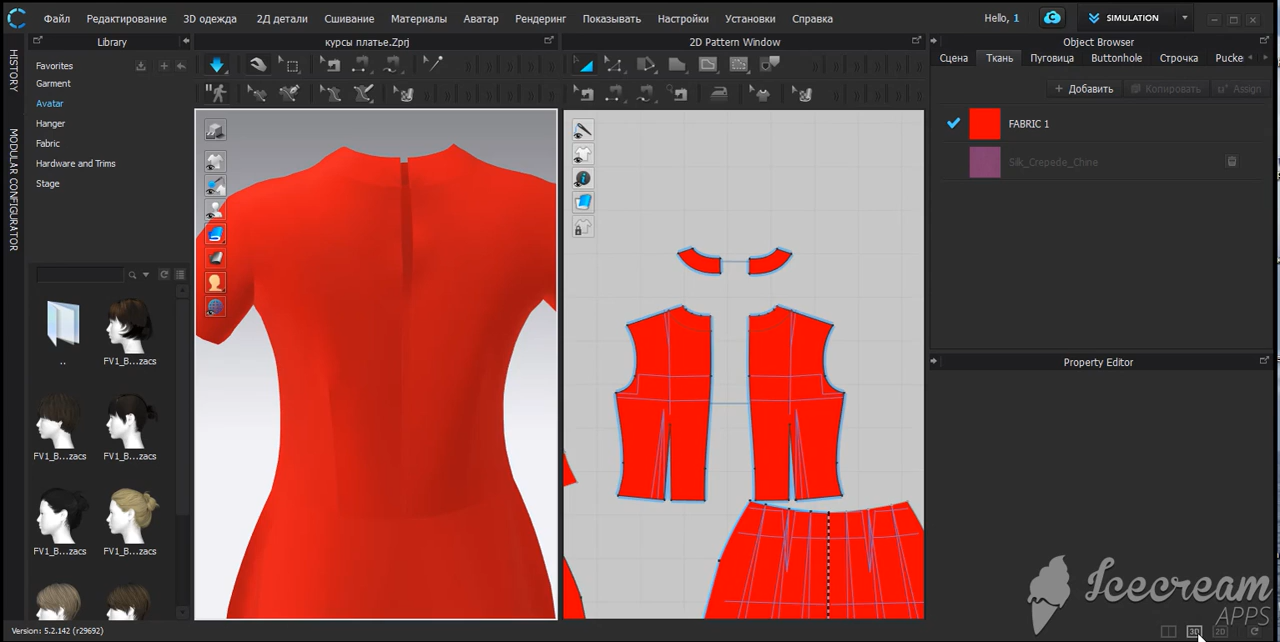 Файл Редактирование 3D одежда 2Д детали Сшивание Материалы Аватар Рендеринг Показывать Настройки Установки Справка Hello, 1 SIMULATION
HISTORY
MODULAR CONFIGURATOR
Library
Favorites
Garment
Avatar
Hanger
Fabric
Hardware and Trims
Stage
..
FV1_B...zacs
FV1_B...zacs
FV1_B...zacs
FV1_B...zacs
FV1_B...zacs
Version: 5.2.142 (r29692)
курсы платье.Zprj
2D Pattern Window
Object Browser
Сцена Ткань Пуговица Buttonhole Строчка Pucke
+ Добавить Копировать Assign
FABRIC 1
Silk_Crepede_Chine
Property Editor
Icecream
APPS
3D 2D